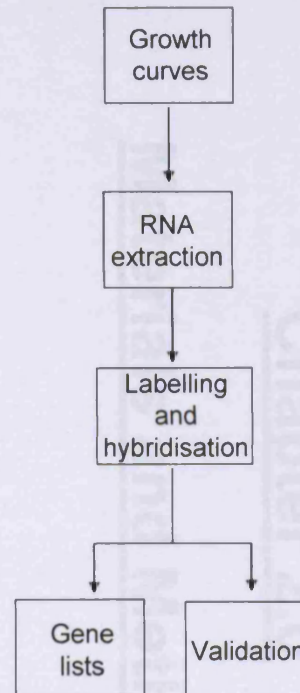 Growth
curves
RNA
extraction
Labelling
and
hybridisation
Gene
lists
Validation